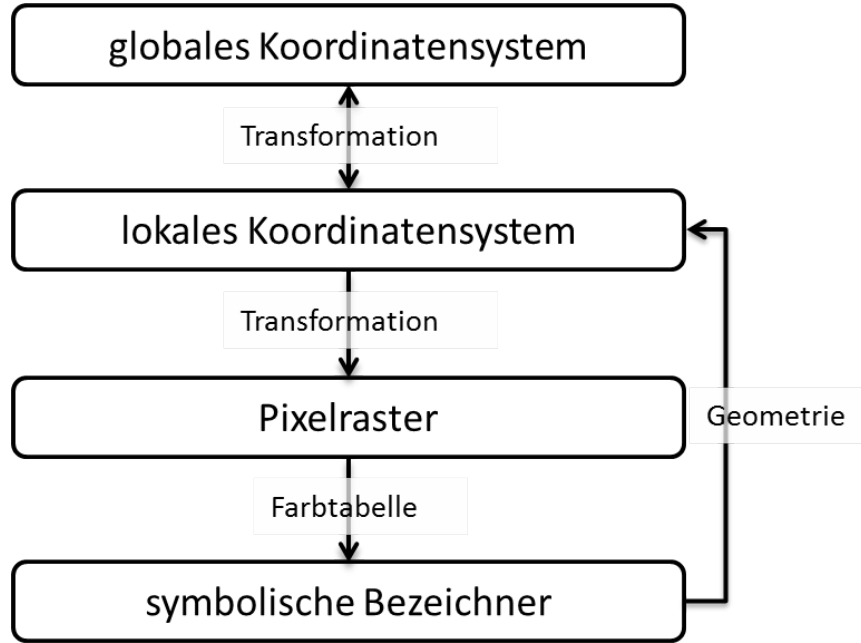 globales Koordinatensystem
Transformation
lokales Koordinatensystem
Transformation
Pixelraster
Geometrie
Farbtabelle
symbolische Bezeichner